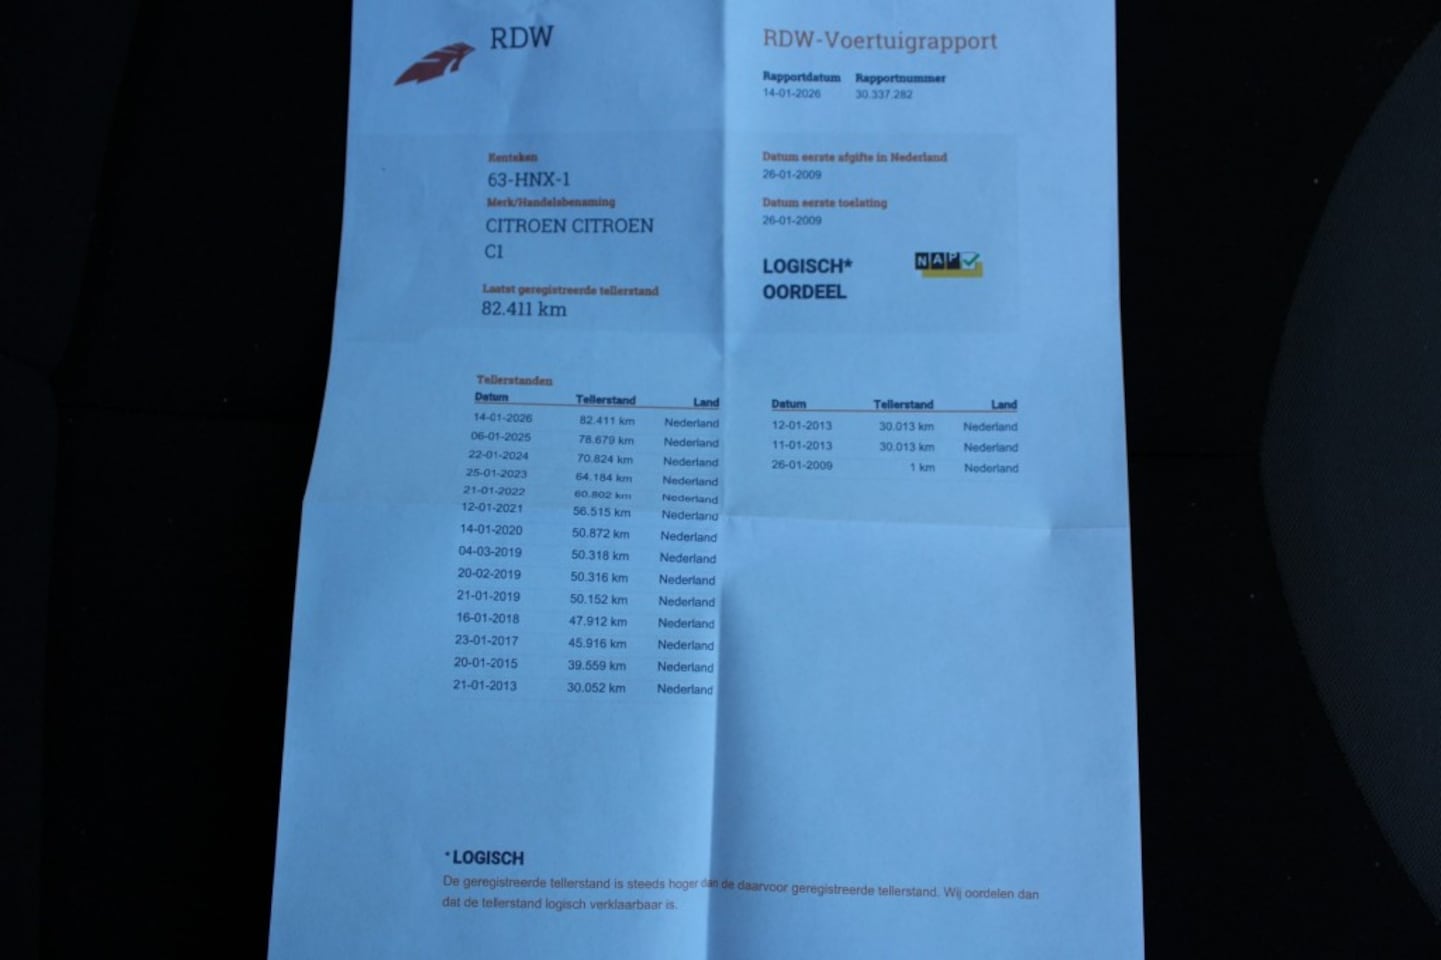 RDW
RDW-Voertuigrapport
Rapportdatum Rapportnummer
14-01-2026 30.337.282
Kenteken
63-HNX-1
Merk/Handelsbenaming
CITROEN CITROEN
C1
Laatst geregistreerde tellerstand
82.411 km
Datum eerste afgifte in Nederland
26-01-2009
Datum eerste toelating
26-01-2009
LOGISCH*
OORDEEL
NAP
Tellerstanden
Datum Tellerstand Land
14-01-2026 82.411 km Nederland
06-01-2025 78.679 km Nederland
22-01-2024 70.824 km Nederland
25-01-2023 64.184 km Nederland
21-01-2022 60.802 km Nederland
12-01-2021 56.515 km Nederland
14-01-2020 50.872 km Nederland
04-03-2019 50.318 km Nederland
20-02-2019 50.316 km Nederland
21-01-2019 50.152 km Nederland
16-01-2018 47.912 km Nederland
23-01-2017 45.916 km Nederland
20-01-2015 39.559 km Nederland
21-01-2013 30.052 km Nederland
Datum Tellerstand Land
12-01-2013 30.013 km Nederland
11-01-2013 30.013 km Nederland
26-01-2009 1 km Nederland
*LOGISCH
De geregistreerde tellerstand is steeds hoger dan de daarvoor geregistreerde tellerstand. Wij oordelen dan
dat de tellerstand logisch verklaarbaar is.